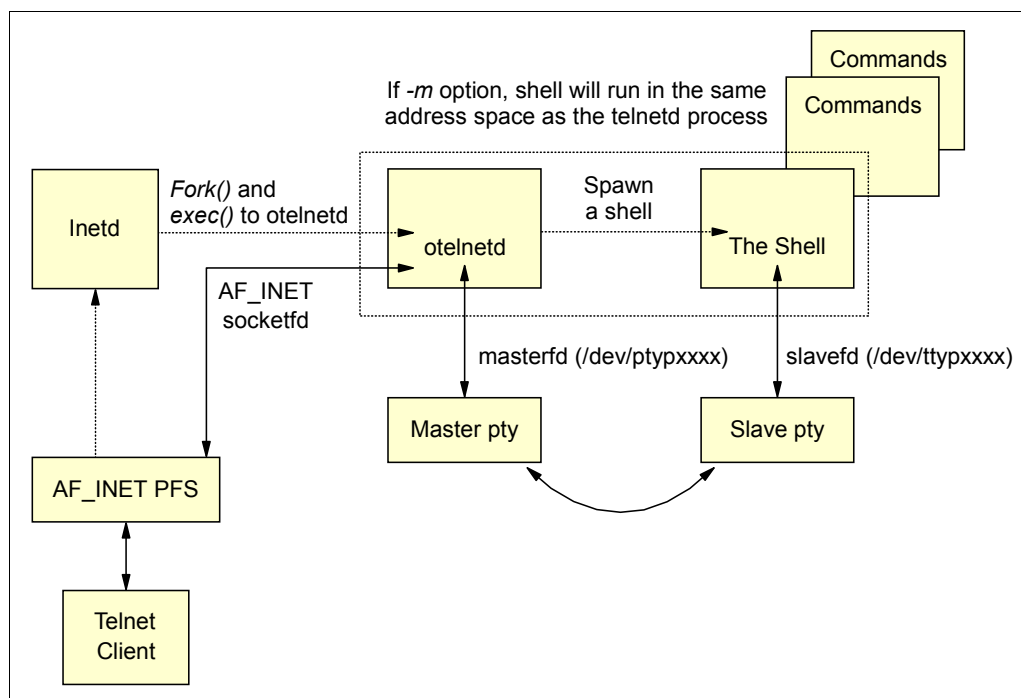 Commands
Commands
If -m option, shell will run in the same
address space as the telnetd process
Inetd
Fork() and
exec() to otelnetd
otelnetd
Spawn
a shell
The Shell
AF_INET
socketfd
masterfd (/dev/ptypxxxx)
slavefd (/dev/ttypxxxx)
Master pty
Slave pty
AF_INET PFS
Telnet
Client